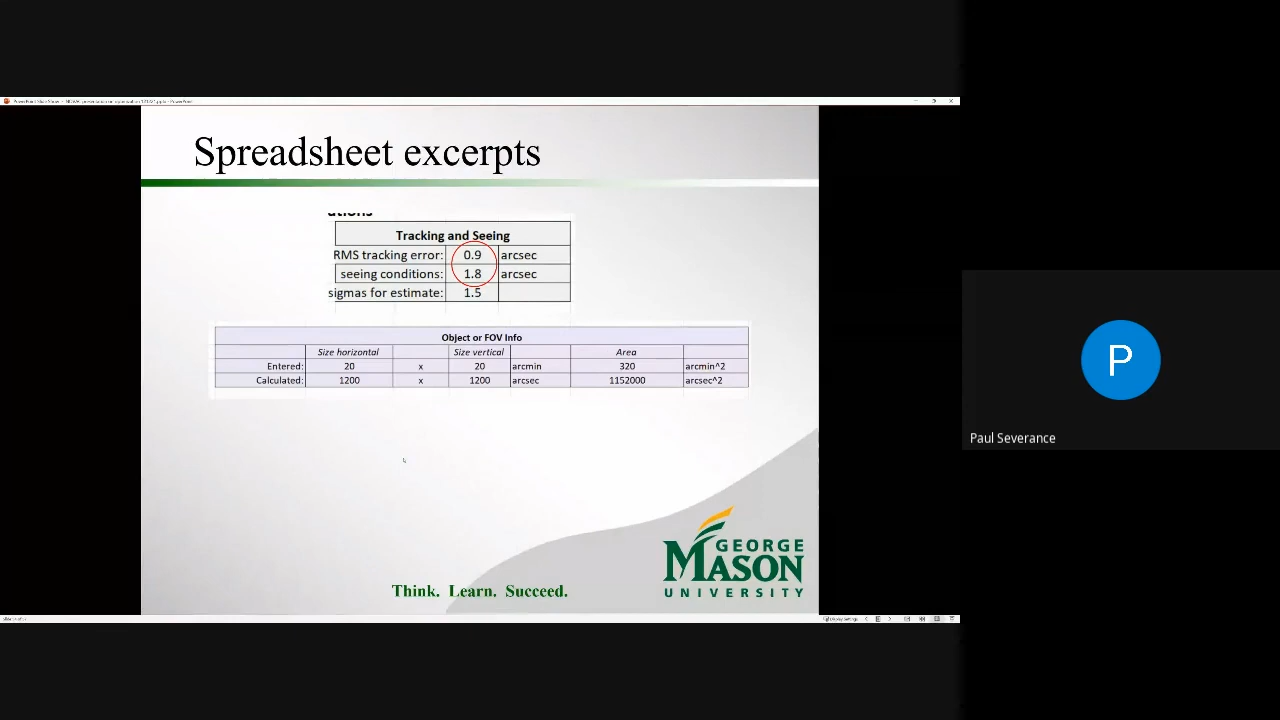 Spreadsheet excerpts
Tracking and Seeing
RMS tracking error: 0.9 arcsec
seeing conditions: 1.8 arcsec
sigmas for estimate: 1.5
Object or FOV Info
Size horizontal Size vertical Area
Entered: 20 x 20 arcmin 320 arcmin^2
Calculated: 1200 x 1200 arcsec 1152000 arcsec^2
P
Paul Severance
GEORGE
MASON
UNIVERSITY
Think. Learn. Succeed.
Display Settings